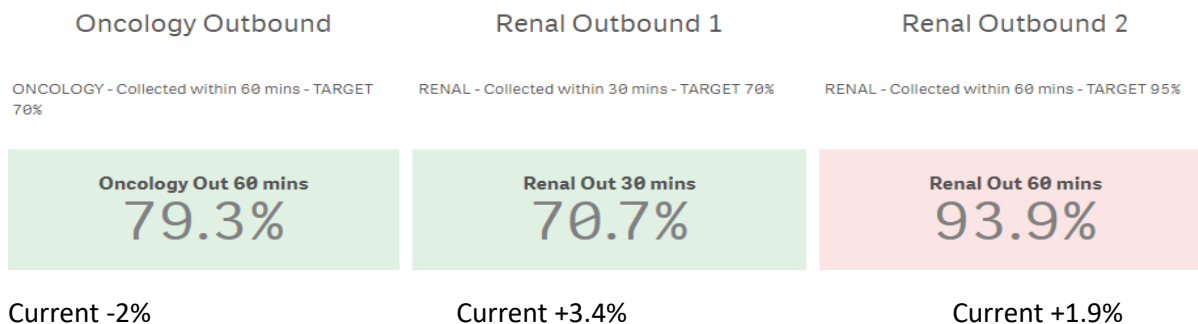 Oncology Outbound
Renal Outbound 1
Renal Outbound 2
ONCOLOGY - Collected within 60 mins - TARGET
70%
RENAL - Collected within 30 mins - TARGET 70%
RENAL - Collected within 60 mins - TARGET 95%
Oncology Out 60 mins
79.3%
Renal Out 30 mins
70.7%
Renal Out 60 mins
93.9%
Current -2%
Current +3.4%
Current +1.9%